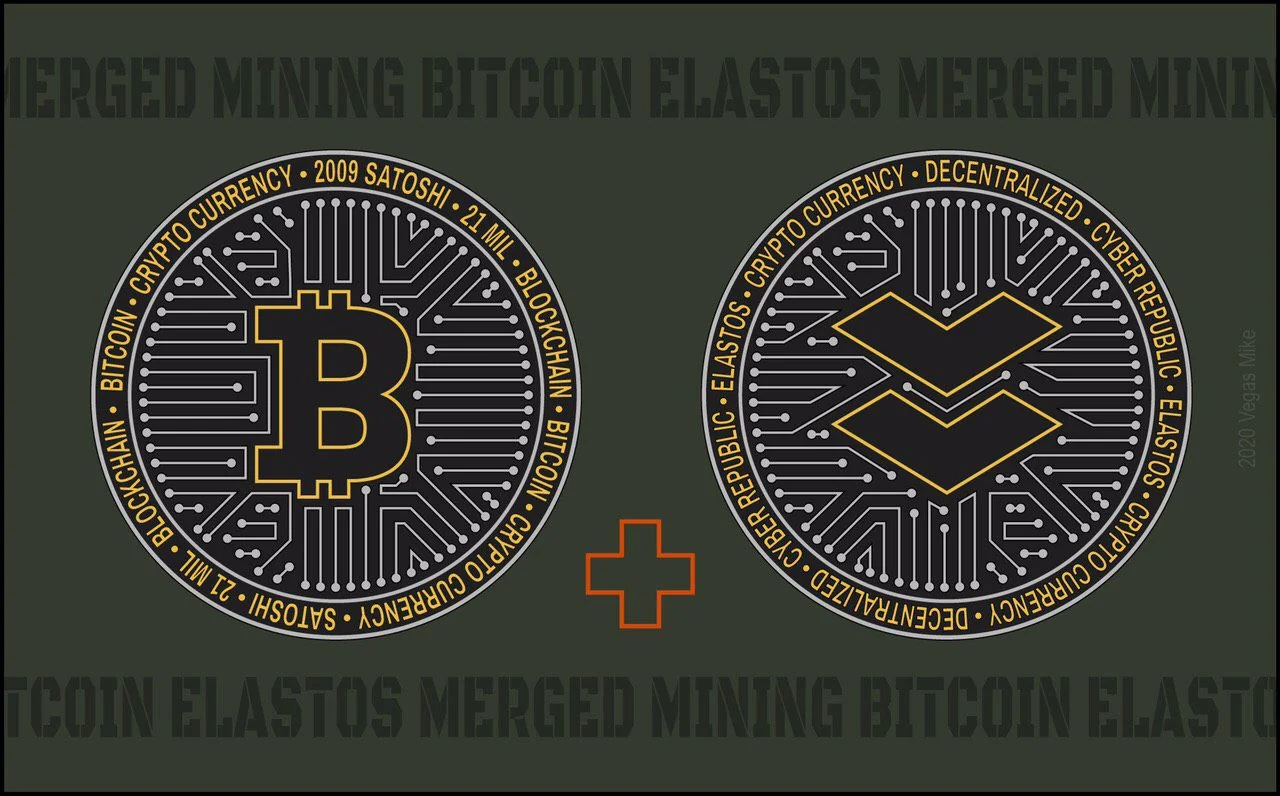 MERGED MINING BITCOIN ELASTOS MERGED MININ
BITCOIN • CRYPTO CURRENCY • 2009 SATOSHI • 21 MIL • BLOCKCHAIN • BITCOIN • CRYPTO CURRENCY • SATOSHI • 21 MIL • BLOCKCHAIN •
B
ELASTOS • CRYPTO CURRENCY • DECENTRALIZED • CYBER REPUBLIC • ELASTOS • CRYPTO CURRENCY • DECENTRALIZED • CYBER REPUBLIC •
2020 Vegas Mike
TCOIN ELASTOS MERGED MINING BITCOIN ELASTO